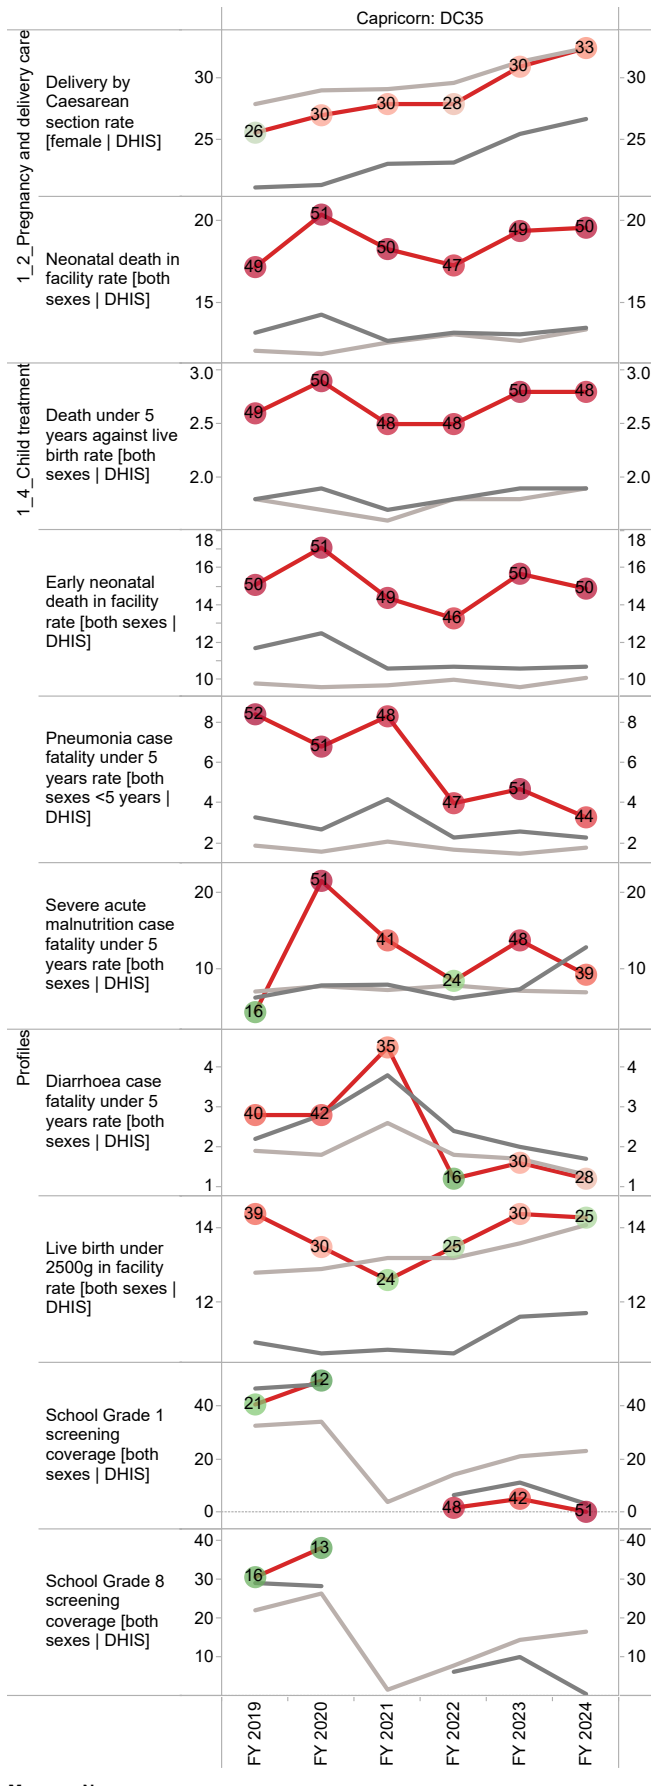 Capricorn: DC35
1_2_Pregnancy and delivery care
Delivery by
Caesarean
section rate
[female | DHIS]
30
25
26
30
30
28
30
33
30
25
Neonatal death in
facility rate [both
sexes | DHIS]
20
15
49
51
50
47
49
50
20
15
1_4_Child treatment
Death under 5
years against live
birth rate [both
sexes | DHIS]
3.0
2.5
2.0
49
50
48
48
50
48
3.0
2.5
2.0
Early neonatal
death in facility
rate [both sexes |
DHIS]
18
16
14
12
10
50
51
49
46
50
50
18
16
14
12
10
Pneumonia case
fatality under 5
years rate [both
sexes <5 years |
DHIS]
8
6
4
2
52
51
48
47
51
44
8
6
4
2
Severe acute
malnutrition case
fatality under 5
years rate [both
sexes | DHIS]
20
10
16
51
41
24
48
39
20
10
Profiles
Diarrhoea case
fatality under 5
years rate [both
sexes | DHIS]
4
3
2
1
40
42
35
16
30
28
4
3
2
1
Live birth under
2500g in facility
rate [both sexes |
DHIS]
14
12
39
30
24
25
30
25
14
12
School Grade 1
screening
coverage [both
sexes | DHIS]
40
20
0
21
12
48
42
51
40
20
0
School Grade 8
screening
coverage [both
sexes | DHIS]
40
30
20
10
16
13
40
30
20
10
FY 2019
FY 2020
FY 2021
FY 2022
FY 2023
FY 2024